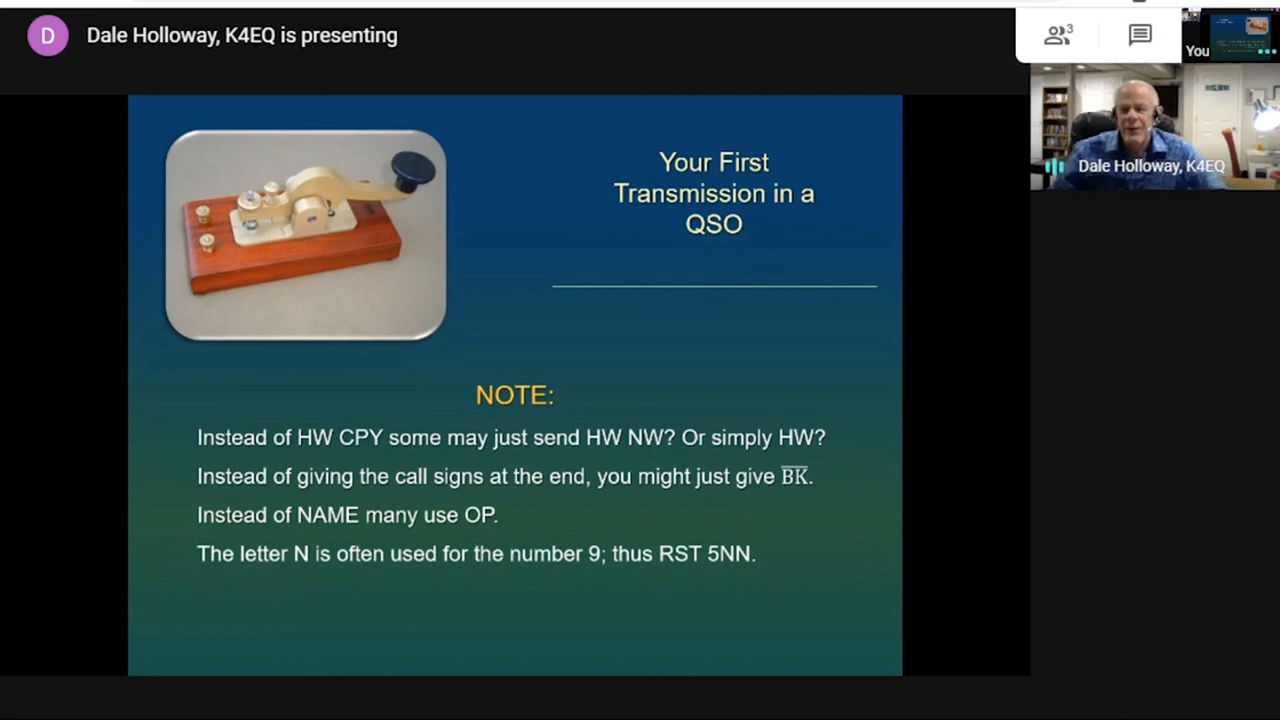 D
Dale Holloway, K4EQ is presenting
3
You
Dale Holloway, K4EQ
Your First
Transmission in a
QSO
NOTE:
Instead of HW CPY some may just send HW NW? Or simply HW?
Instead of giving the call signs at the end, you might just give B̅K̅.
Instead of NAME many use OP.
The letter N is often used for the number 9; thus RST 5NN.